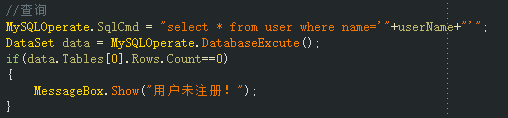 //查询
MySQLOperate.SqlCmd = "select * from user where name='"+userName+"'";
DataSet data = MySQLOperate.DatabaseExcute();
if(data.Tables[0].Rows.Count==0)
{
    MessageBox.Show("用户未注册！");
}